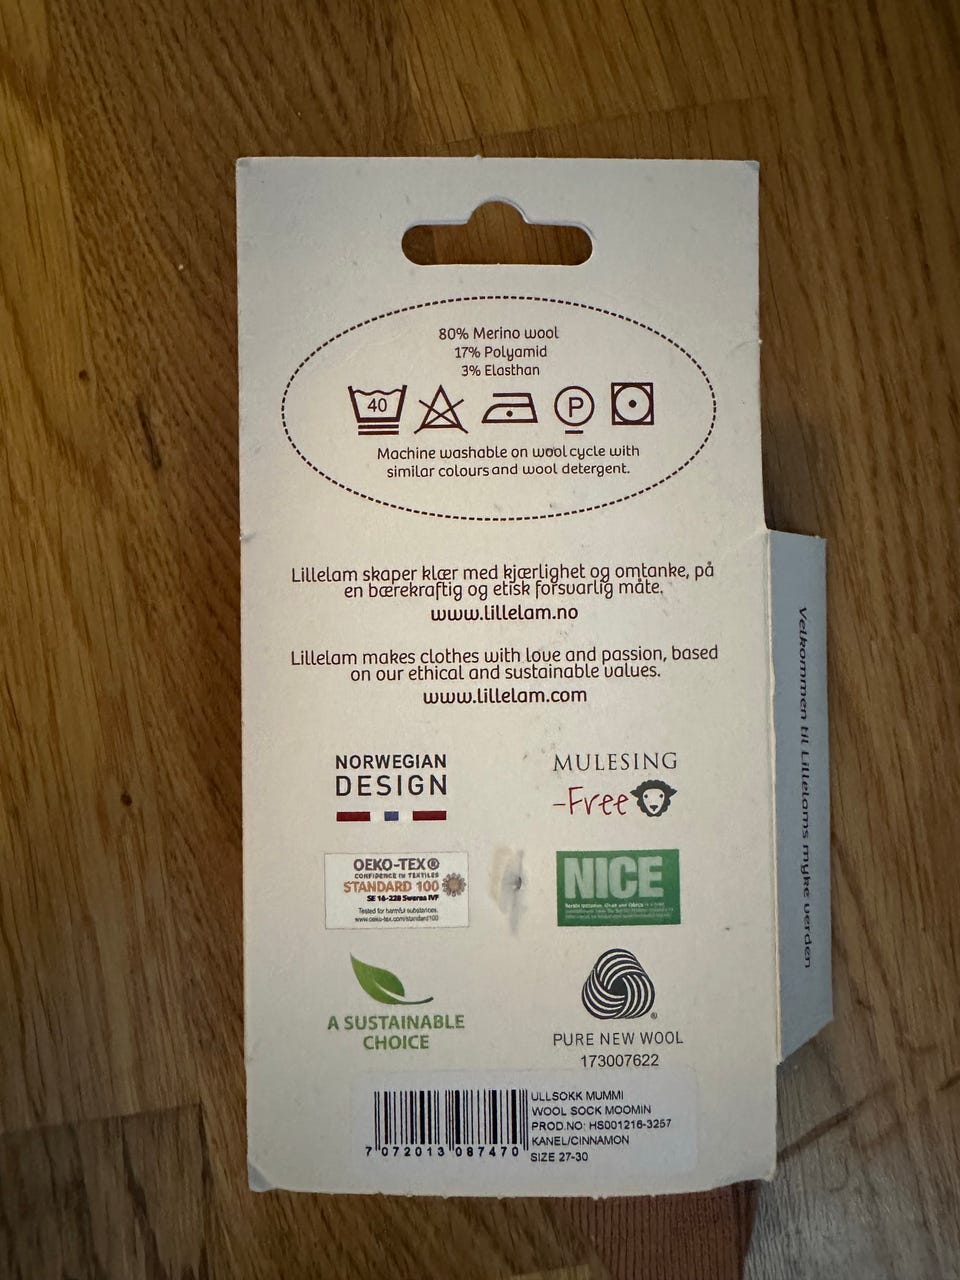 80% Merino wool
17% Polyamid
3% Elasthan
40
P
Machine washable on wool cycle with
similar colours and wool detergent.
Lillelam skaper klær med kjærlighet og omtanke, på
en bærekraftig og etisk forsvarlig måte.
www.lillelam.no
Lillelam makes clothes with love and passion, based
on our ethical and sustainable values.
www.lillelam.com
NORWEGIAN
DESIGN
MULESING
-Free
OEKO-TEX®
CONFIDENCE IN TEXTILES
STANDARD 100
SE 16-228 Swerea IVF
Tested for harmful substances.
www.oeko-tex.com/standard100
NICE
A SUSTAINABLE
CHOICE
®
PURE NEW WOOL
173007622
7 072013 087470
ULLSOKK MUMMI
WOOL SOCK MOOMIN
PROD.NO: HS001216-3257
KANEL/CINNAMON
SIZE 27-30
Velkommen til Lillelams myke verden